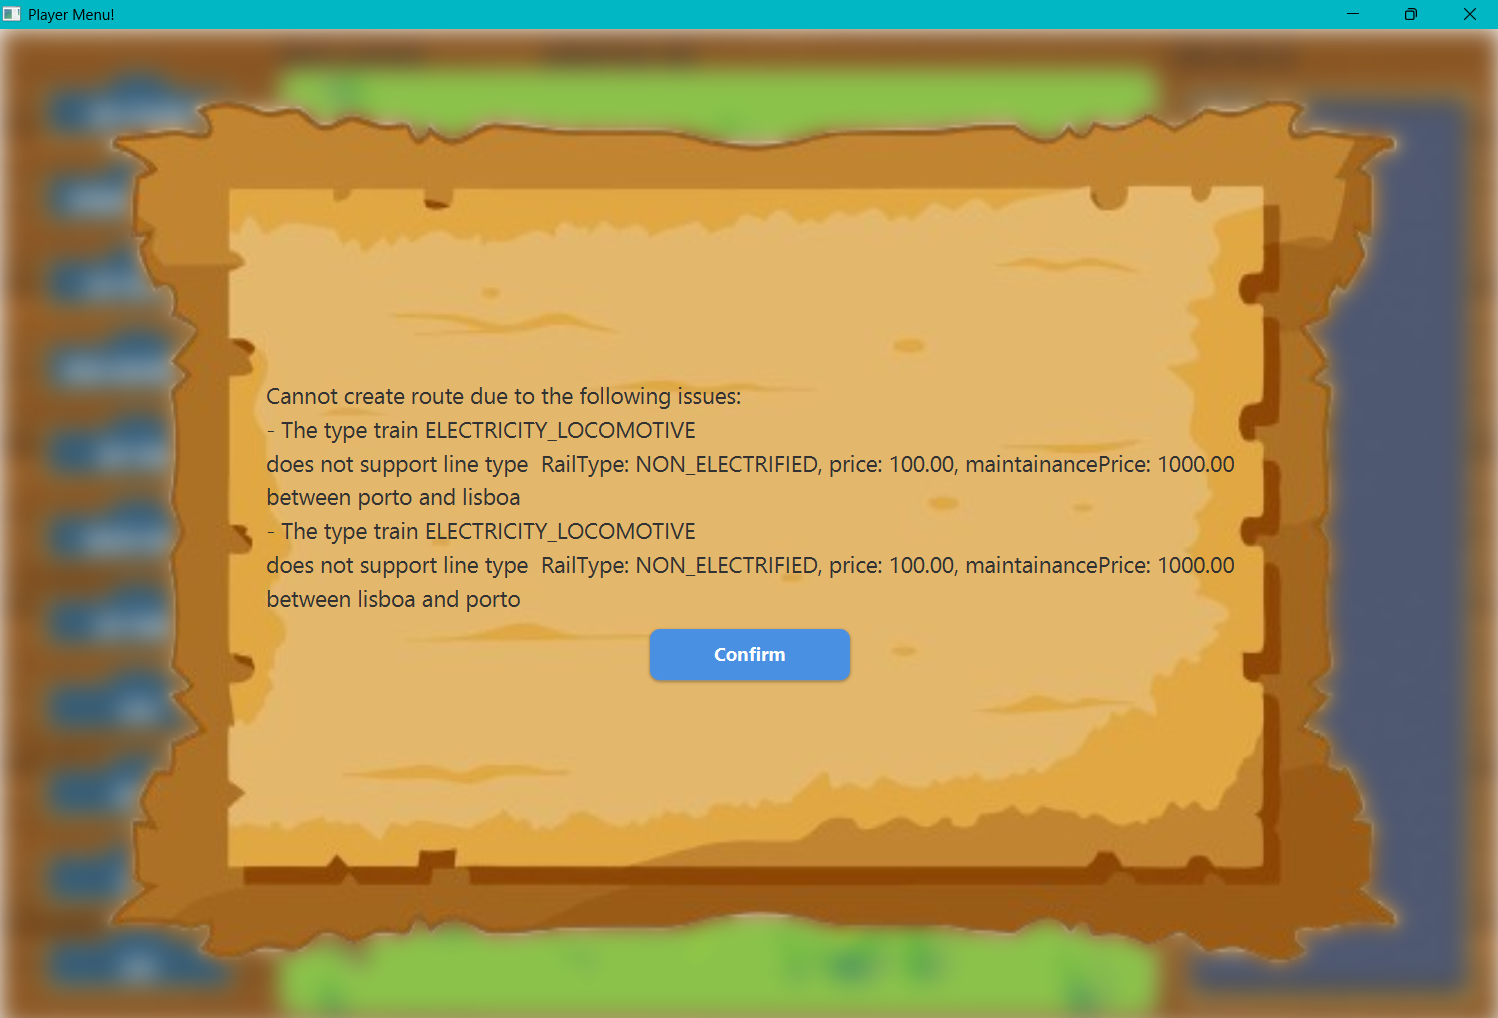 Player Menu!
Cannot create route due to the following issues:
- The type train ELECTRICITY_LOCOMOTIVE
does not support line type  RailType: NON_ELECTRIFIED, price: 100.00, maintainancePrice: 1000.00
between porto and lisboa
- The type train ELECTRICITY_LOCOMOTIVE
does not support line type  RailType: NON_ELECTRIFIED, price: 100.00, maintainancePrice: 1000.00
between lisboa and porto
Confirm